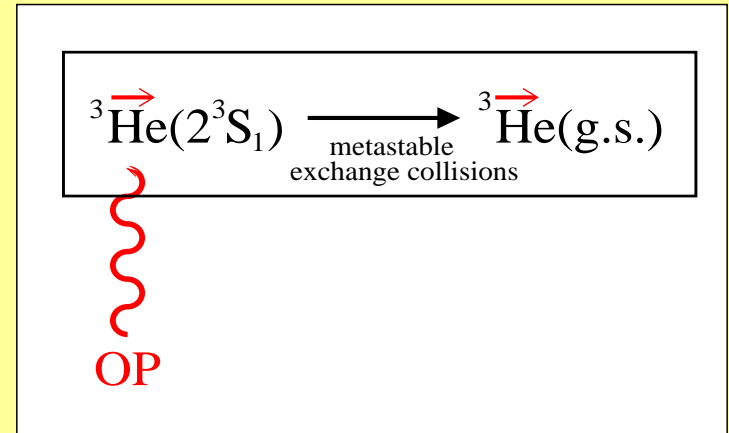 ³He(2³S₁) ³He(g.s.)
metastable
exchange collisions
OP